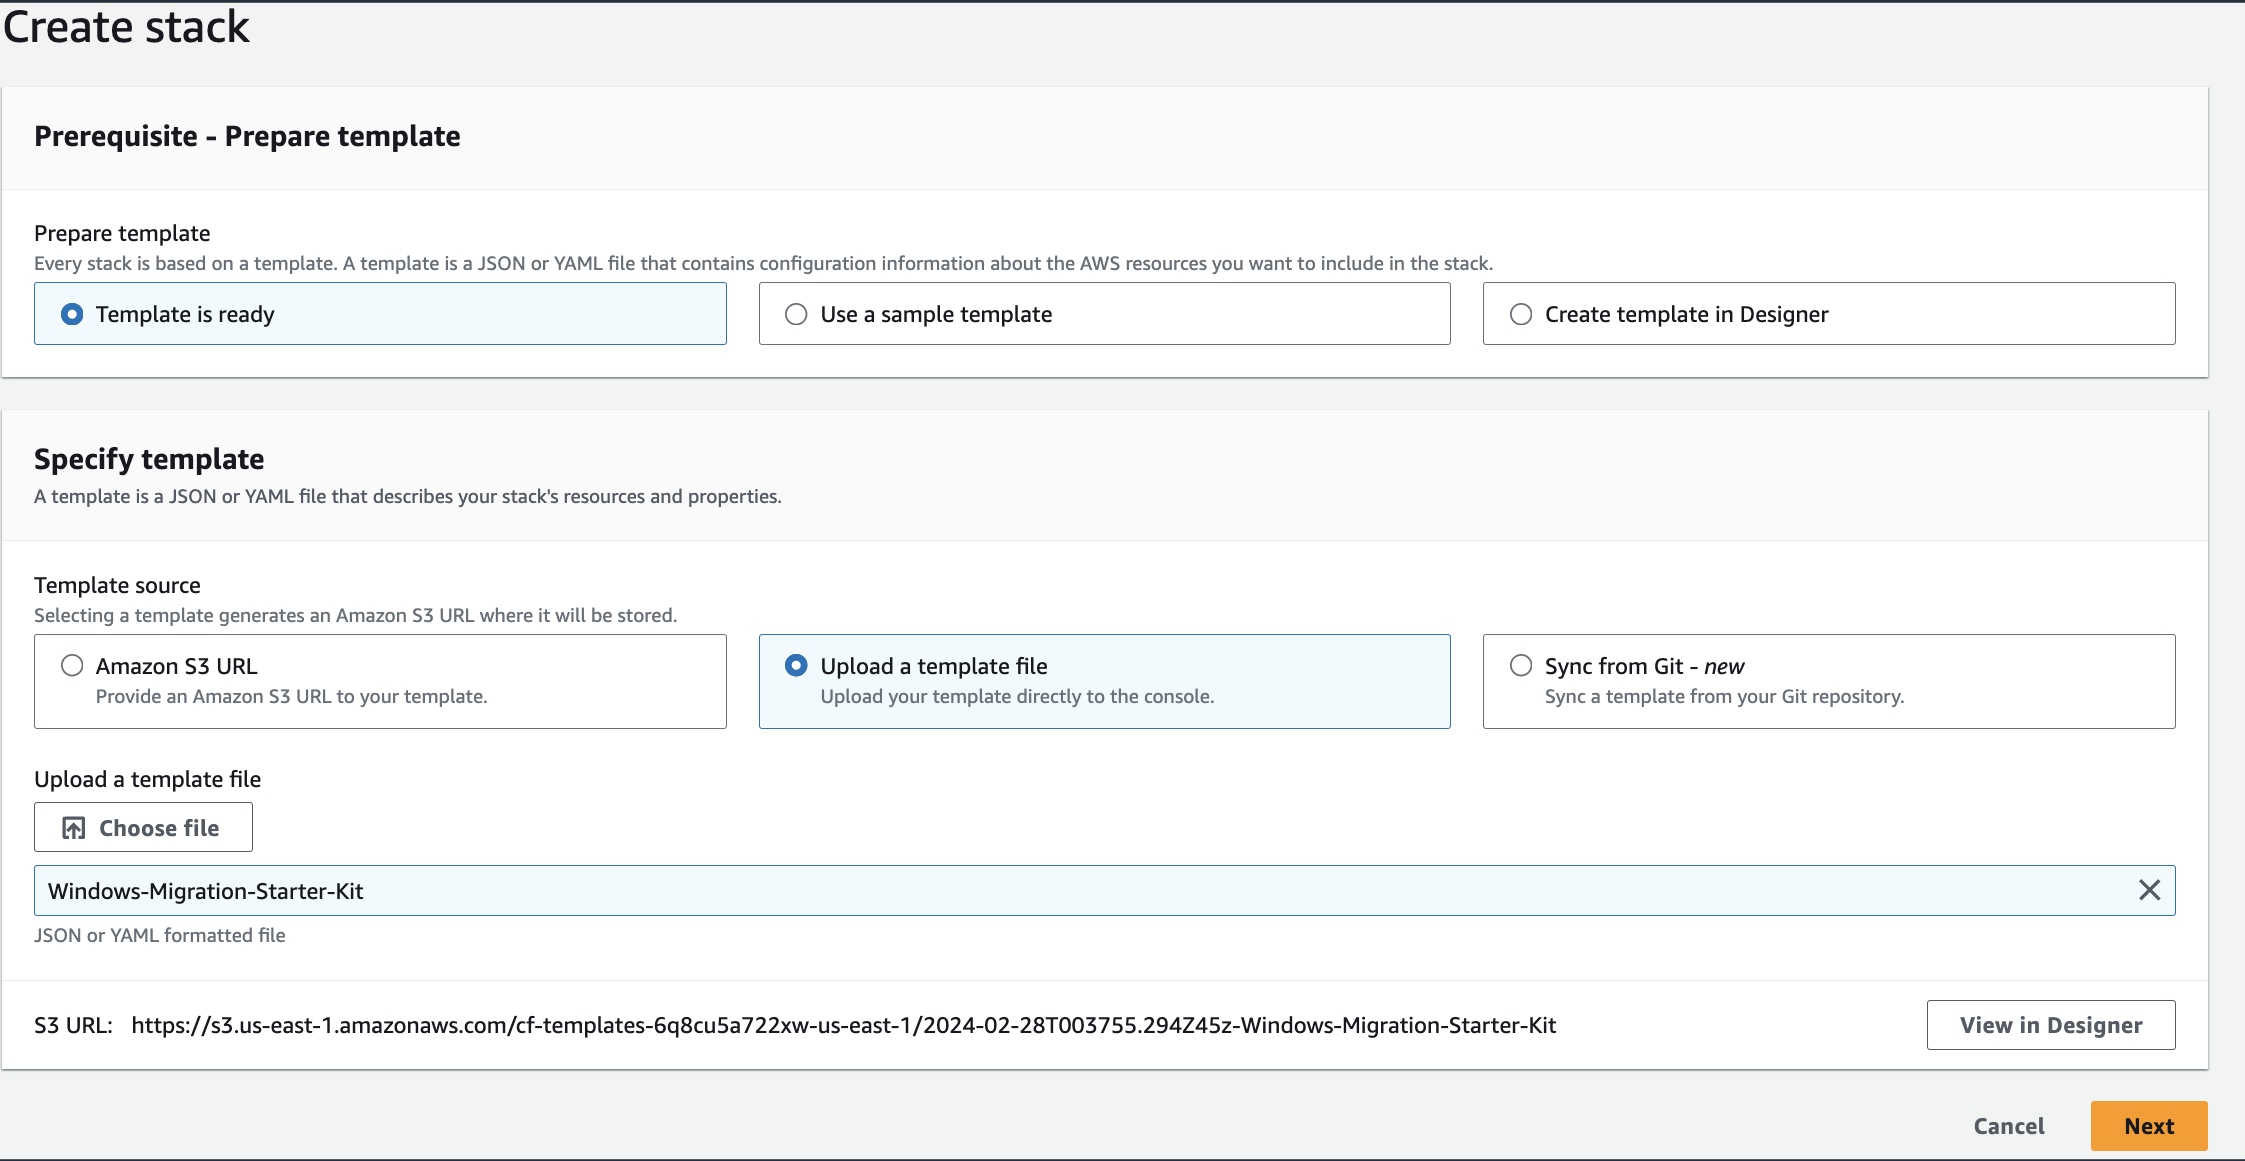 Create stack
Prerequisite - Prepare template
Prepare template
Every stack is based on a template. A template is a JSON or YAML file that contains configuration information about the AWS resources you want to include in the stack.
Template is ready
Use a sample template
Create template in Designer
Specify template
A template is a JSON or YAML file that describes your stack's resources and properties.
Template source
Selecting a template generates an Amazon S3 URL where it will be stored.
Amazon S3 URL
Provide an Amazon S3 URL to your template.
Upload a template file
Upload your template directly to the console.
Sync from Git - new
Sync a template from your Git repository.
Upload a template file
Choose file
Windows-Migration-Starter-Kit
JSON or YAML formatted file
S3 URL: https://s3.us-east-1.amazonaws.com/cf-templates-6q8cu5a722xw-us-east-1/2024-02-28T003755.294Z45z-Windows-Migration-Starter-Kit
View in Designer
Cancel
Next